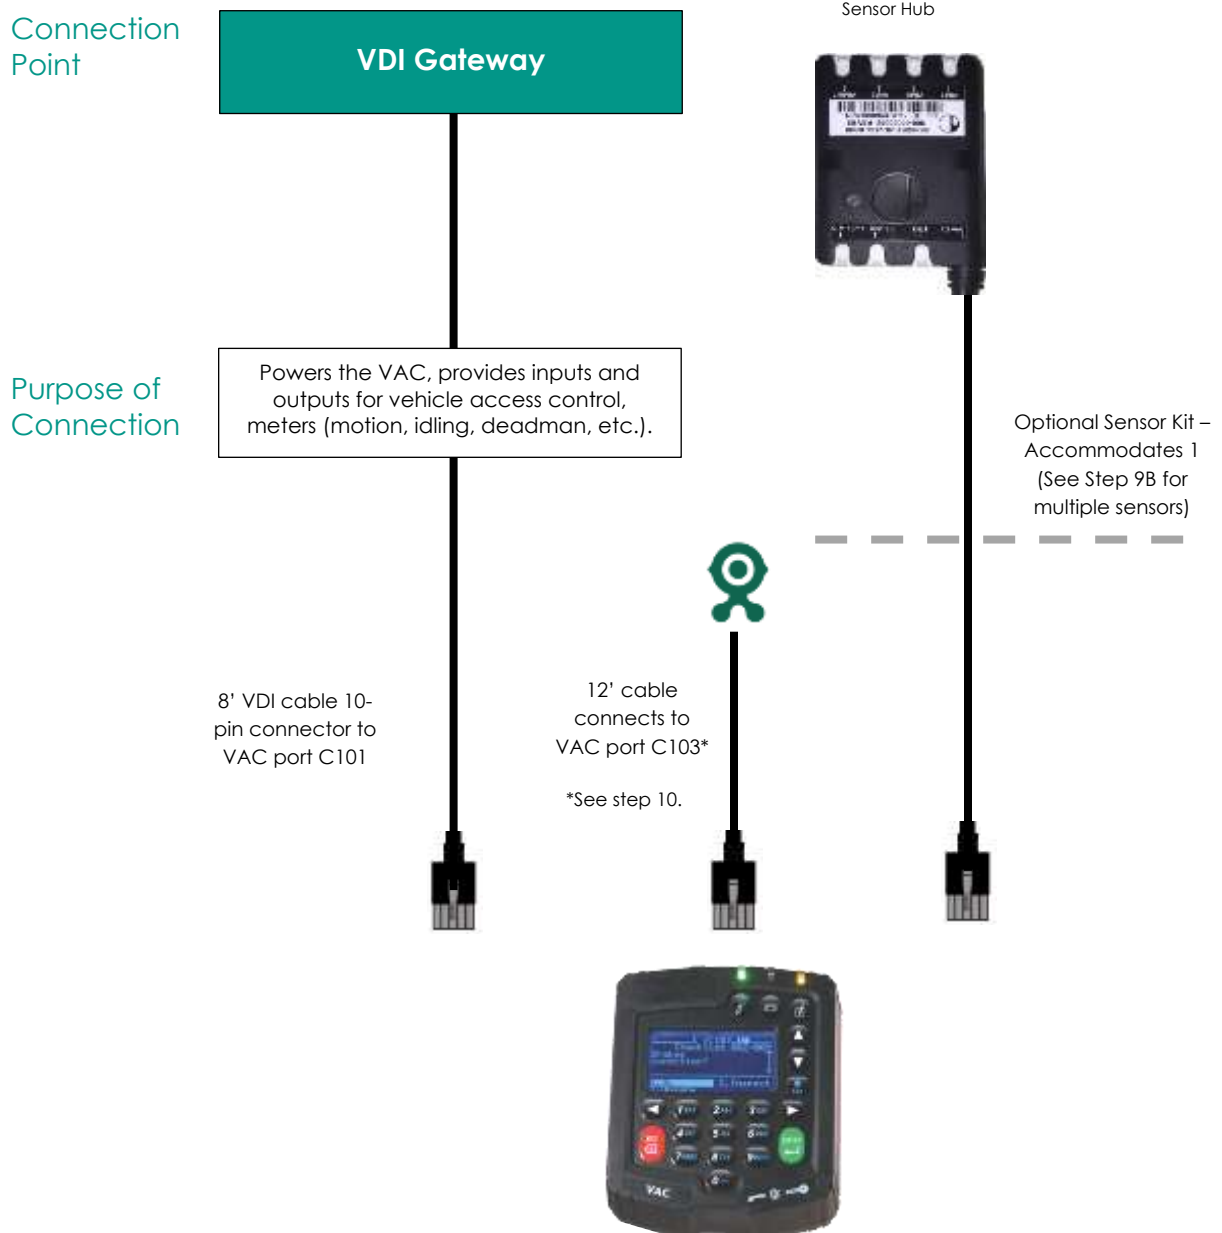 Connection
Point
VDI Gateway
Sensor Hub
Purpose of
Connection
Powers the VAC, provides inputs and
outputs for vehicle access control,
meters (motion, idling, deadman, etc.).
Optional Sensor Kit –
Accommodates 1
(See Step 9B for
multiple sensors)
8' VDI cable 10-
pin connector to
VAC port C101
12' cable
connects to
VAC port C103*
*See step 10.
VAC